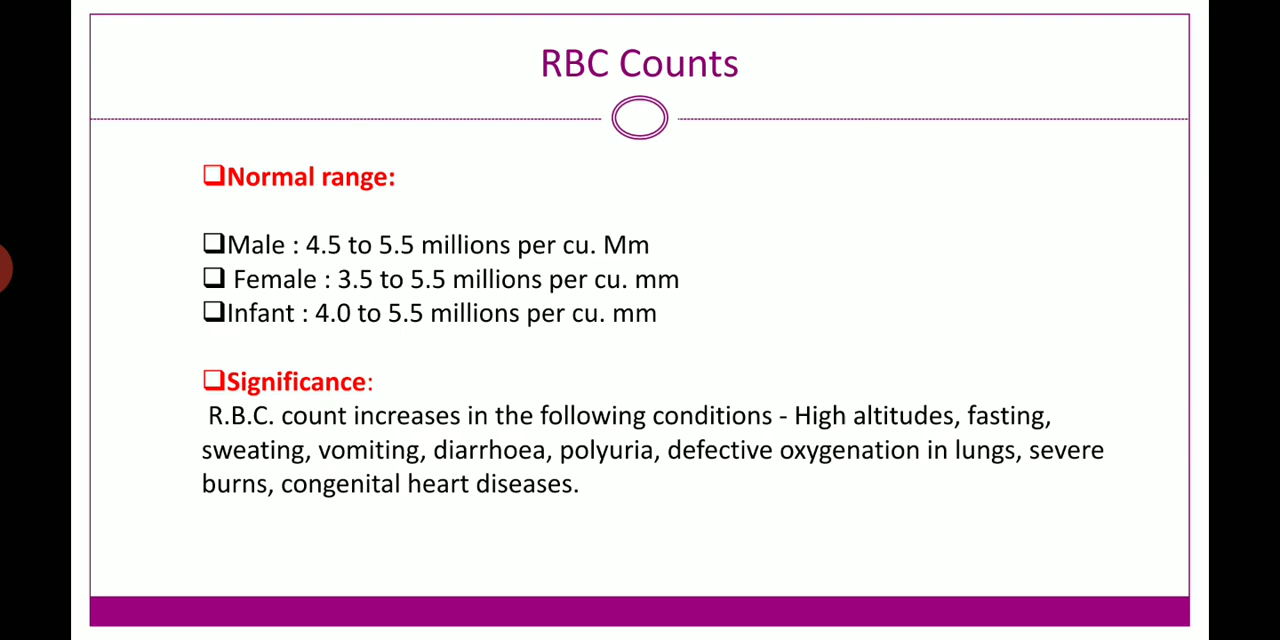 RBC Counts
❑Normal range:
❑Male : 4.5 to 5.5 millions per cu. Mm
❑ Female : 3.5 to 5.5 millions per cu. mm
❑Infant : 4.0 to 5.5 millions per cu. mm
❑Significance:
R.B.C. count increases in the following conditions - High altitudes, fasting,
sweating, vomiting, diarrhoea, polyuria, defective oxygenation in lungs, severe
burns, congenital heart diseases.